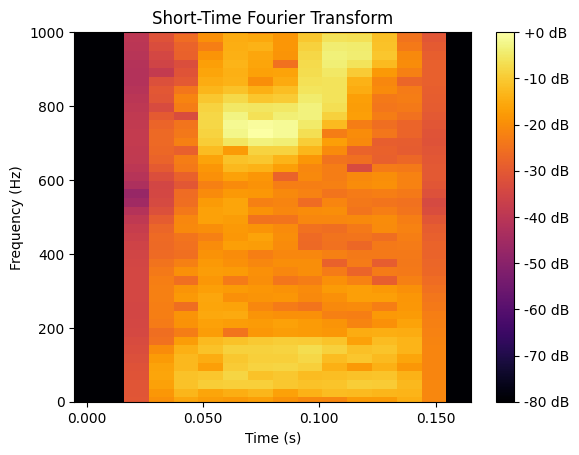 Short-Time Fourier Transform
1000
800
600
400
200
0
Frequency (Hz)
0.000
0.050
0.100
0.150
Time (s)
+0 dB
-10 dB
-20 dB
-30 dB
-40 dB
-50 dB
-60 dB
-70 dB
-80 dB